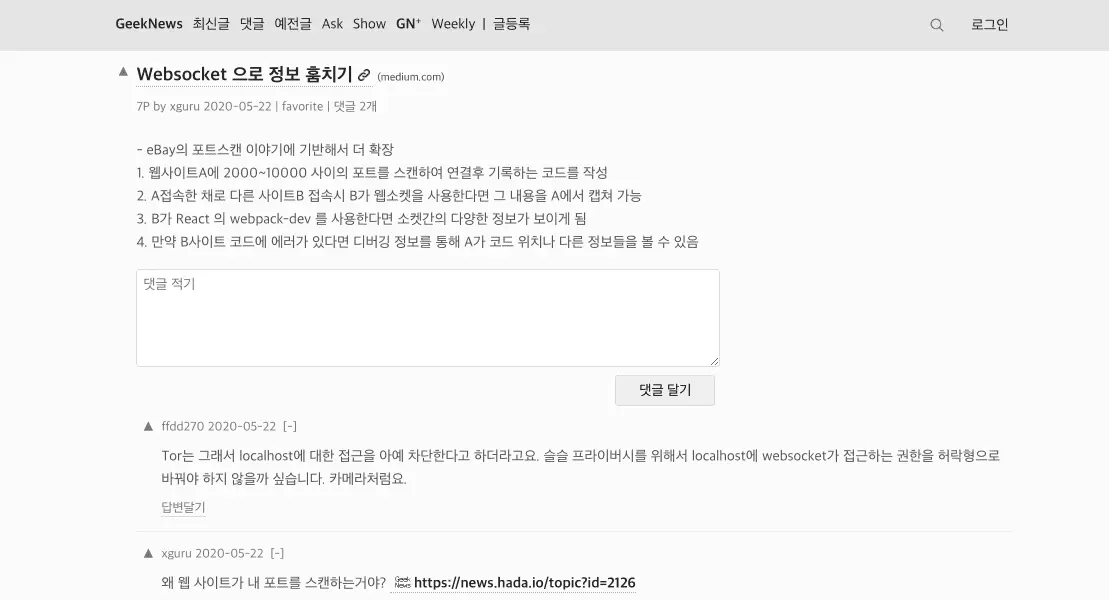 GeekNews 최신글 댓글 예전글 Ask Show GN⁺ Weekly | 글등록 로그인
Websocket 으로 정보 훔치기 (medium.com)
7P by xguru 2020-05-22 | favorite | 댓글 2개
- eBay의 포트스캔 이야기에 기반해서 더 확장
1. 웹사이트A에 2000~10000 사이의 포트를 스캔하여 연결후 기록하는 코드를 작성
2. A접속한 채로 다른 사이트B 접속시 B가 웹소켓을 사용한다면 그 내용을 A에서 캡쳐 가능
3. B가 React 의 webpack-dev 를 사용한다면 소켓간의 다양한 정보가 보이게 됨
4. 만약 B사이트 코드에 에러가 있다면 디버깅 정보를 통해 A가 코드 위치나 다른 정보들을 볼 수 있음
댓글 적기
댓글 달기
▲ ffdd270 2020-05-22 [-]
Tor는 그래서 localhost에 대한 접근을 아예 차단한다고 하더라고요. 슬슬 프라이버시를 위해서 localhost에 websocket가 접근하는 권한을 허락형으로
바꿔야 하지 않을까 싶습니다. 카메라처럼요.
답변달기
▲ xguru 2020-05-22 [-]
왜 웹 사이트가 내 포트를 스캔하는거야? https://news.hada.io/topic?id=2126